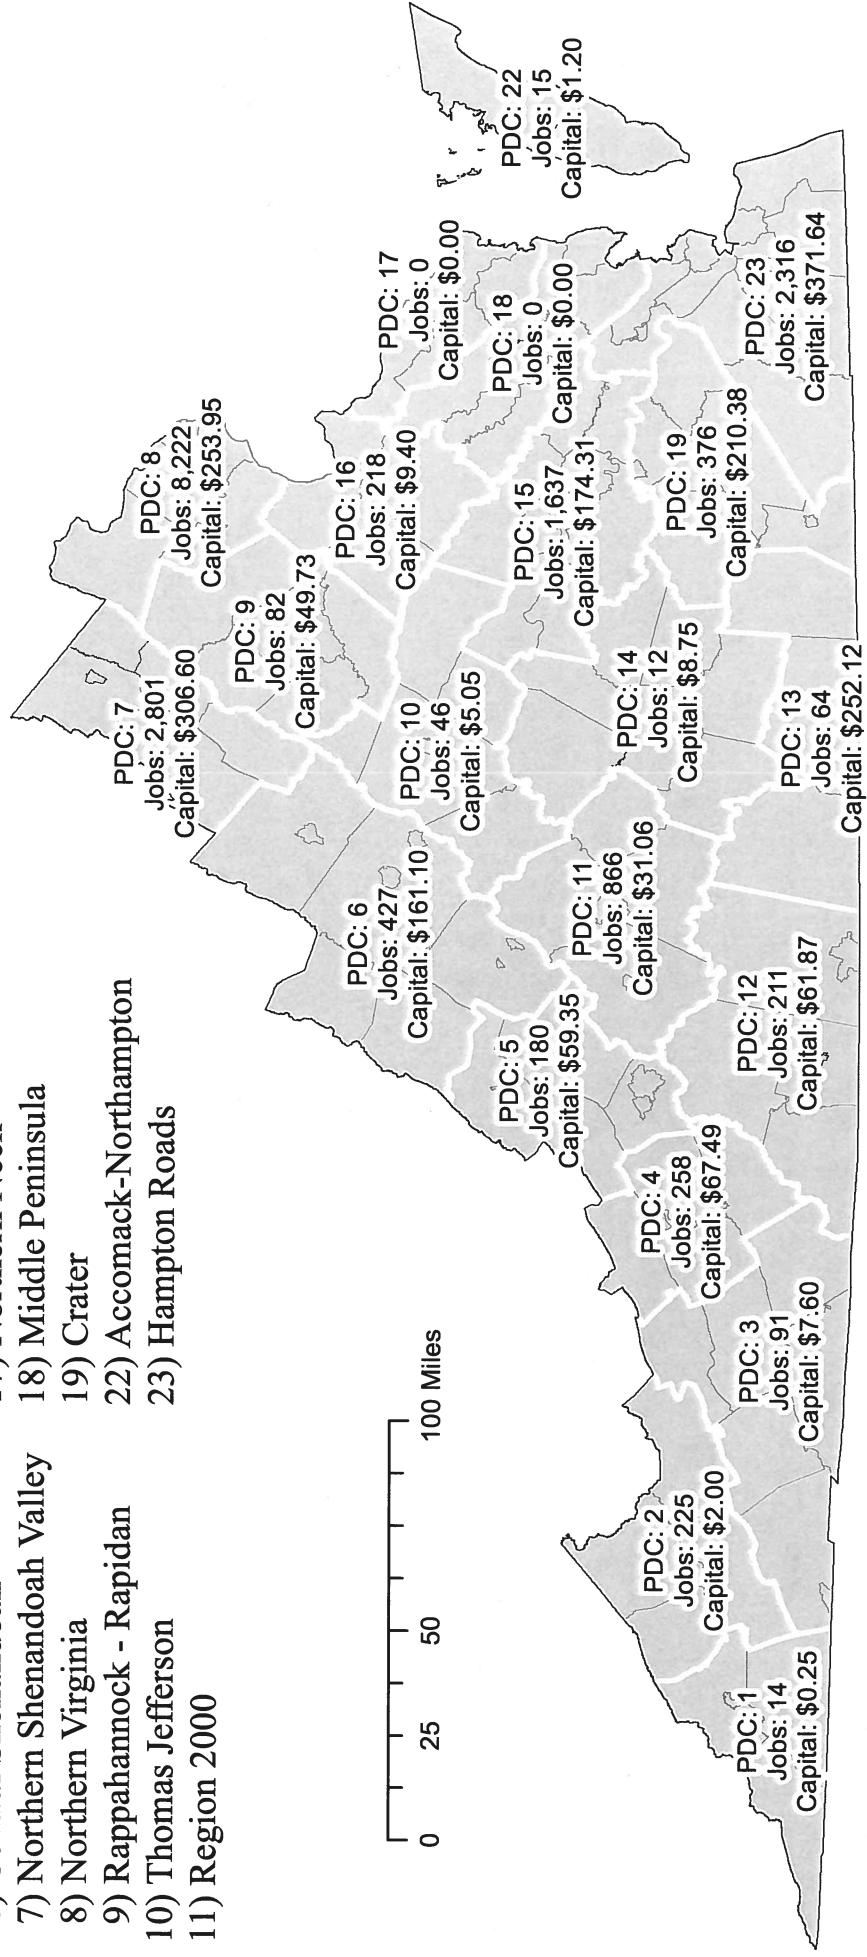 7) Northern Shenandoah Valley
8) Northern Virginia
9) Rappahannock - Rapidan
10) Thomas Jefferson
11) Region 2000
18) Middle Peninsula
19) Crater
22) Accomack-Northampton
23) Hampton Roads
0 25 50 100 Miles
PDC: 7
Jobs: 2,801
Capital: $306.60
PDC: 8
Jobs: 8,222
Capital: $253.95
PDC: 9
Jobs: 82
Capital: $49.73
PDC: 16
Jobs: 218
Capital: $9.40
PDC: 17
Jobs: 0
Capital: $0.00
PDC: 6
Jobs: 427
Capital: $161.10
PDC: 10
Jobs: 46
Capital: $5.05
PDC: 18
Jobs: 0
Capital: $0.00
PDC: 22
Jobs: 15
Capital: $1.20
PDC: 5
Jobs: 180
Capital: $59.35
PDC: 15
Jobs: 1,637
Capital: $174.31
PDC: 11
Jobs: 866
Capital: $31.06
PDC: 14
Jobs: 12
Capital: $8.75
PDC: 19
Jobs: 376
Capital: $210.38
PDC: 2
Jobs: 225
Capital: $2.00
PDC: 4
Jobs: 258
Capital: $67.49
PDC: 1
Jobs: 14
Capital: $0.25
PDC: 3
Jobs: 91
Capital: $7.60
PDC: 12
Jobs: 211
Capital: $61.87
PDC: 13
Jobs: 64
Capital: $252.12
PDC: 23
Jobs: 2,316
Capital: $371.64